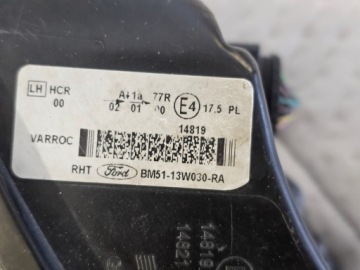 LH HCR A 1a 77R
00 02 01 00 E4 17.5 PL
14819
VARROC
RHT Ford BM51-13W030-RA